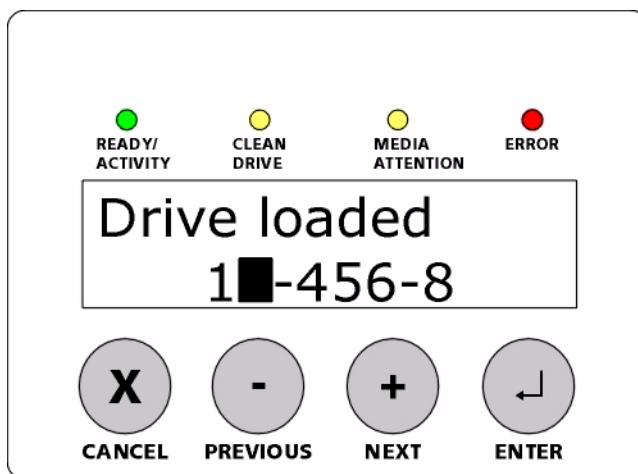 READY/
ACTIVITY
CLEAN
DRIVE
MEDIA
ATTENTION
ERROR
Drive loaded
1■-456-8
X
-
+
↵
CANCEL
PREVIOUS
NEXT
ENTER